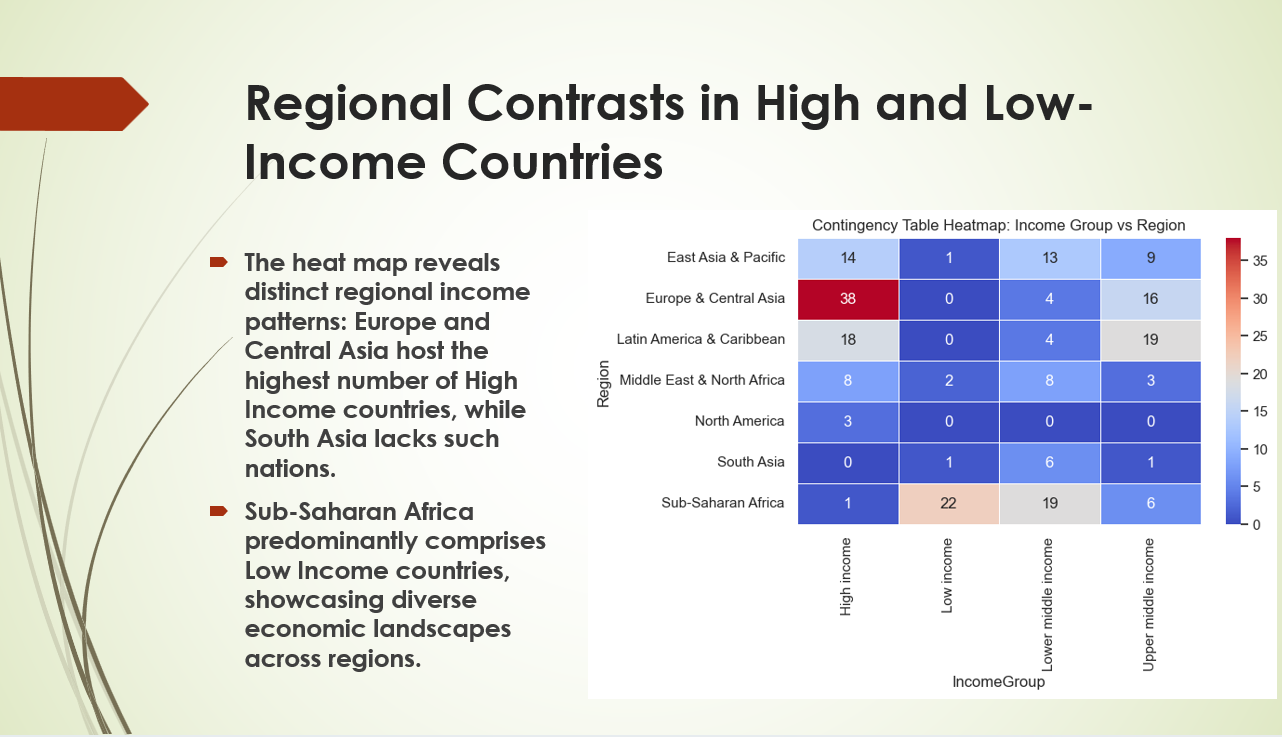 Regional Contrasts in High and Low-
Income Countries
The heat map reveals
distinct regional income
patterns: Europe and
Central Asia host the
highest number of High
Income countries, while
South Asia lacks such
nations.
Sub-Saharan Africa
predominantly comprises
Low Income countries,
showcasing diverse
economic landscapes
across regions.
Contingency Table Heatmap: Income Group vs Region
Region
East Asia & Pacific 14 1 13 9
Europe & Central Asia 38 0 4 16
Latin America & Caribbean 18 0 4 19
Middle East & North Africa 8 2 8 3
North America 3 0 0 0
South Asia 0 1 6 1
Sub-Saharan Africa 1 22 19 6
High income
Low income
Lower middle income
Upper middle income
IncomeGroup
35
30
25
20
15
10
5
0